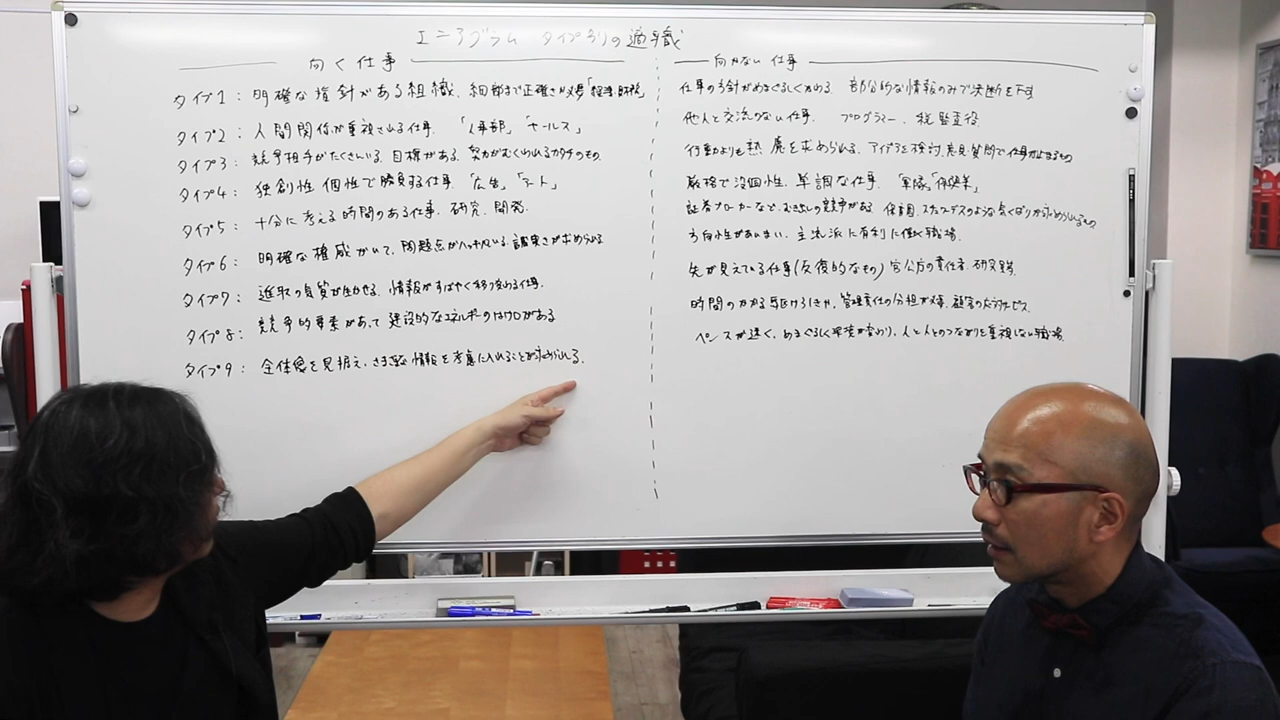 エニアグラム タイプ別の適職
向く仕事
向かない仕事
タイプ1: 明確な指針がある組織、細部まで正確さが必要「経理・財務」
仕事の方針がめまぐるしくかわる 部分的な情報のみで決断を下す
タイプ2: 人間関係が重視される仕事 「人事部」「セールス」
他人と交流のない仕事 プログラマー、税監査役
タイプ3: 競争相手がたくさんいる、目標がある、努力がむくわれるカタチのもの
行動よりも熟慮を求められる、アイデアを検討、意見、質問で仕事が止まるもの
タイプ4: 独創性 個性で勝負する仕事 「広告」「アート」
厳格で没個性、単調な仕事 「軍隊」「保険業」
タイプ5: 十分に考える時間のある仕事、研究、開発
証券ブローカーなど、むき出しの競争がある 保護司、スチュワーデスのような気くばりが求められるもの
タイプ6: 明確な権威がいて、問題点がハッキリしている、誠実さが求められる
方向性があいまい、主流派に有利に働く職場
タイプ7: 進取の気質が生かせる、情報がすばやく移り変わる仕事
先が見えている仕事(反復的なもの) 官公庁の責任者、研究職
タイプ8: 競争的要素があって 建設的なエネルギーのはけ口がある
時間のかかる駆けひきや、管理責任の分担が必要、顧客の対応サービス
タイプ9: 全体像を見据え、さまざまな情報を考慮に入れることが求められる
ペースが速く、めまぐるしく環境が変わり、人と人とのつながりを重視しない職場